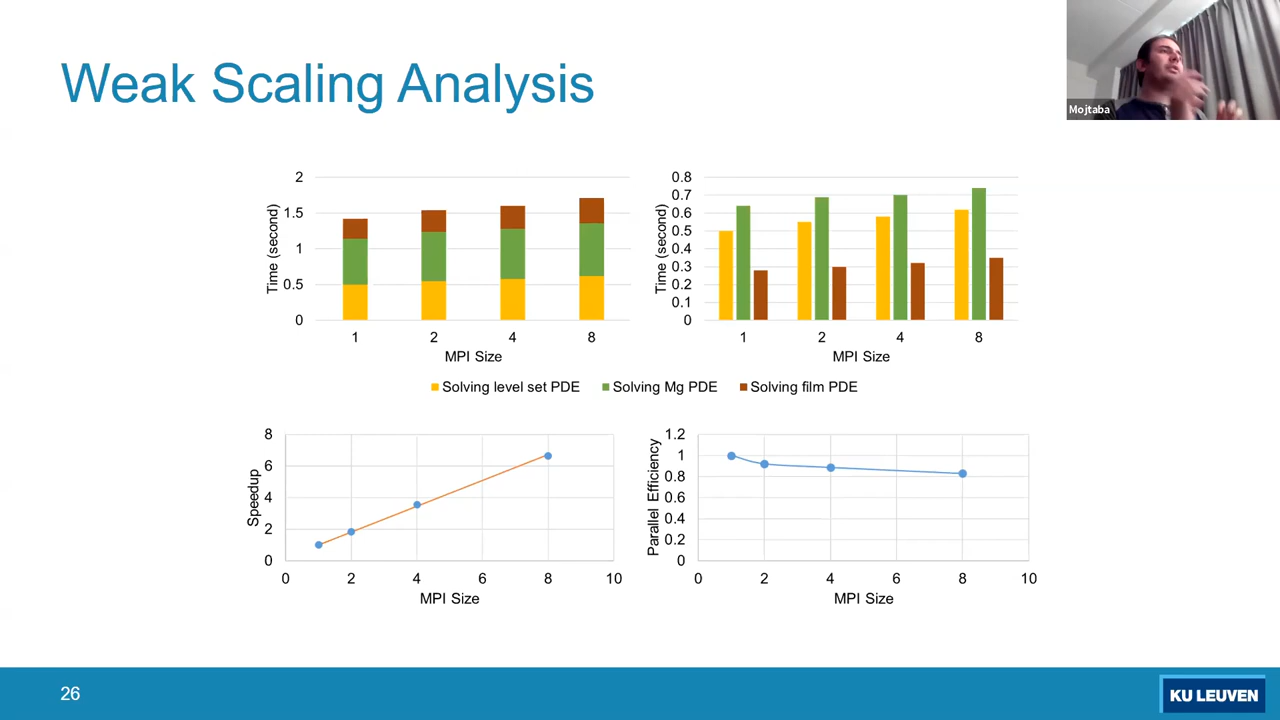 Weak Scaling Analysis
Mojtaba
2
1.5
1
0.5
0
Time (second)
1 2 4 8
MPI Size
0.8
0.7
0.6
0.5
0.4
0.3
0.2
0.1
0
Time (second)
1 2 4 8
MPI Size
Solving level set PDE Solving Mg PDE Solving film PDE
8
6
4
2
0
Speedup
0 2 4 6 8 10
MPI Size
1.2
1
0.8
0.6
0.4
0.2
0
Parallel Efficiency
0 2 4 6 8 10
MPI Size
26
KU LEUVEN